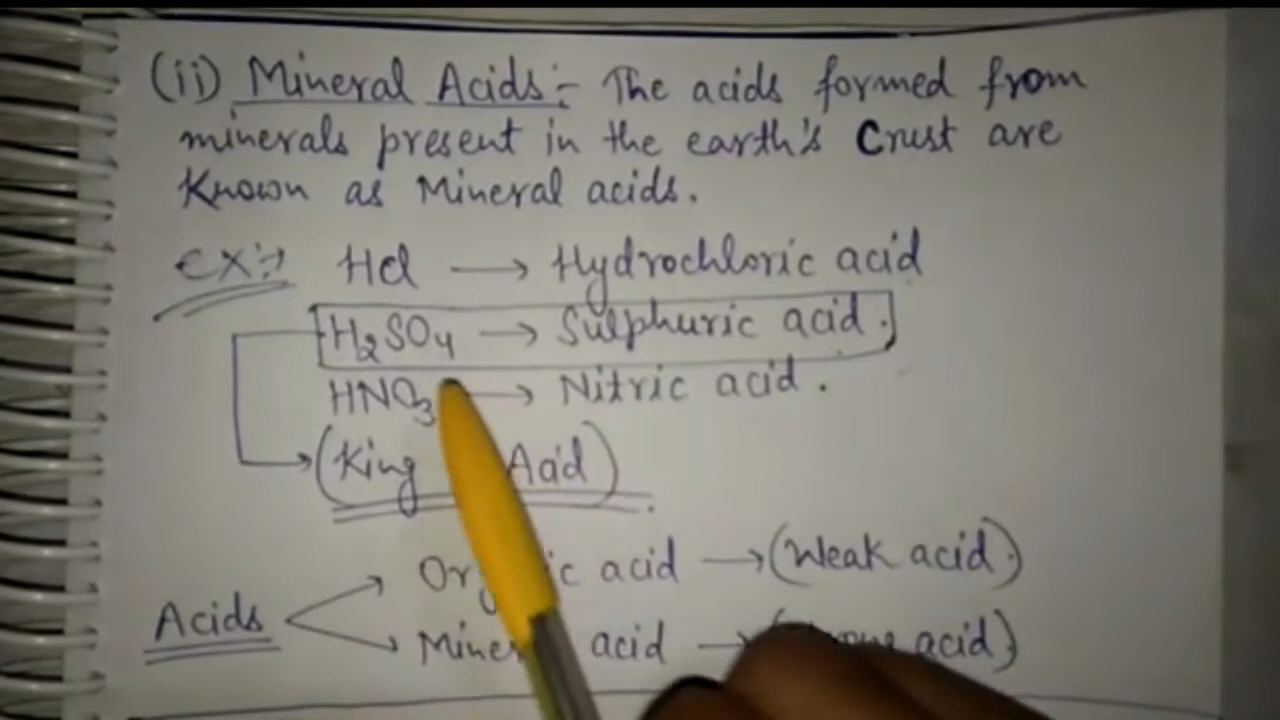 (ii) Mineral Acids:- The acids formed from
minerals present in the earth's Crust are
Known as Mineral acids.
ex:→ Hcl → Hydrochloric acid
H₂SO₄ → Sulphuric acid.
HNO₃ → Nitric acid.
(King Acid)
Acids
acid → (Weak acid.)
acid → acid)